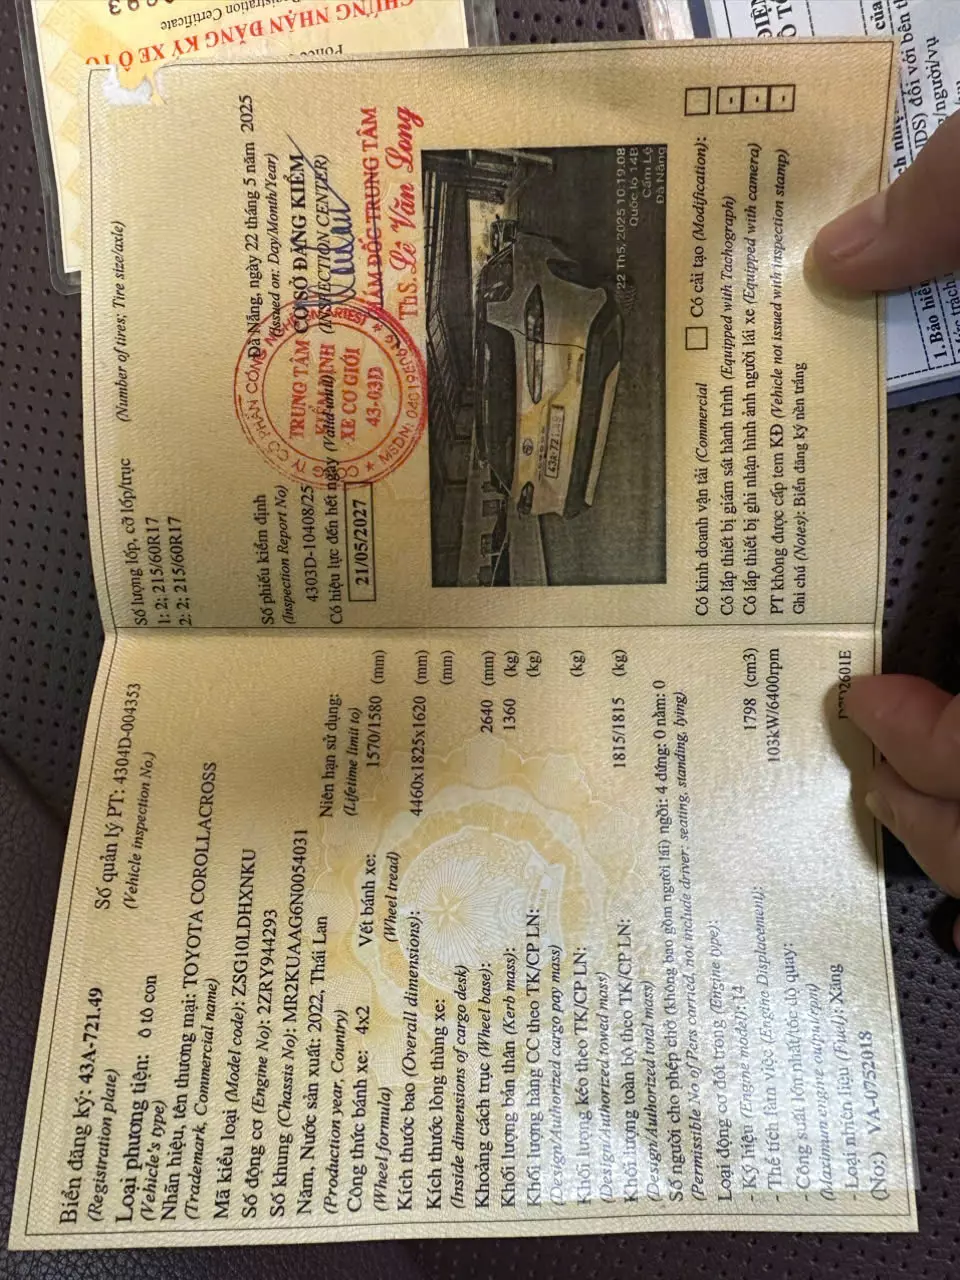 Biển đăng ký: 43A-721.49
(Registration plate)
Số quản lý PT: 4304D-004353
(Vehicle inspection No.)
Loại phương tiện: ô tô con
(Vehicle's type)
Nhãn hiệu, tên thương mại: TOYOTA COROLLACROSS
(Trademark, Commercial name)
Mã kiểu loại (Model code): ZSG10LDHXNKU
Số động cơ (Engine No): 2ZRY944293
Số khung (Chassis No): MR2KUAAG6N0054031
Năm, Nước sản xuất: 2022, Thái Lan
(Production year, Country)
Niên hạn sử dụng:
(Lifetime limit to)
Công thức bánh xe: 4x2
(Wheel formula)
Vết bánh xe: 1570/1580 (mm)
(Wheel tread)
Kích thước bao (Overall dimensions): 4460x1825x1620 (mm)
Kích thước lòng thùng xe: (mm)
(Inside dimensions of cargo desk)
Khoảng cách trục (Wheel base): 2640 (mm)
Khối lượng bản thân (Kerb mass): 1360 (kg)
Khối lượng hàng CC theo TK/CP LN: (kg)
(Design/Authorized cargo pay mass)
Khối lượng kéo theo TK/CP LN: (kg)
(Design/Authorized towed mass)
Khối lượng toàn bộ theo TK/CP LN: 1815/1815 (kg)
(Design/Authorized total mass)
Số người cho phép chở (không bao gồm người lái) ngồi: 4 đứng: 0 nằm: 0
(Permissible No of Pers carried, not include driver: seating, standing, lying)
Loại động cơ đốt trong (Engine type):
- Ký hiệu (Engine model): 14
- Thể tích làm việc (Engine Displacement): 1798 (cm3)
- Công suất lớn nhất/tốc độ quay: 103kW/6400rpm
(Maximum engine output/rpm)
- Loại nhiên liệu (Fuel): Xăng
(No:) VA-0752018
2601E
Số lượng lốp, cỡ lốp/trục (Number of tires; Tire size/axle)
1: 2; 215/60R17
2: 2; 215/60R17
Đà Nẵng, ngày 22 tháng 5 năm 2025
(Issued on: Day/Month/Year)
Số phiếu kiểm định
(Inspection Report No)
4303D-10408/25
CƠ SỞ ĐĂNG KIỂM
(INSPECTION CENTER)
Có hiệu lực đến hết ngày (Valid until)
21/05/2027
TRUNG TÂM
KIỂM ĐỊNH
XE CƠ GIỚI
43-03D
GIÁM ĐỐC TRUNG TÂM
ThS. Lê Văn Long
43A-721.49
22 Th5, 2025 10:19:08
Quốc lộ 14B
Cẩm Lệ
Đà Nẵng
Có kinh doanh vận tải (Commercial
Có cải tạo (Modification):
Có lắp thiết bị giám sát hành trình (Equipped with Tachograph) -
Có lắp thiết bị ghi nhận hình ảnh người lái xe (Equipped with camera) -
PT không được cấp tem KĐ (Vehicle not issued with inspection stamp) -
Ghi chú (Notes): Biển đăng ký nền trắng
CHỨNG NHẬN ĐĂNG KÝ XE Ô TÔ
Registration Certificate
1. Bảo hiểm